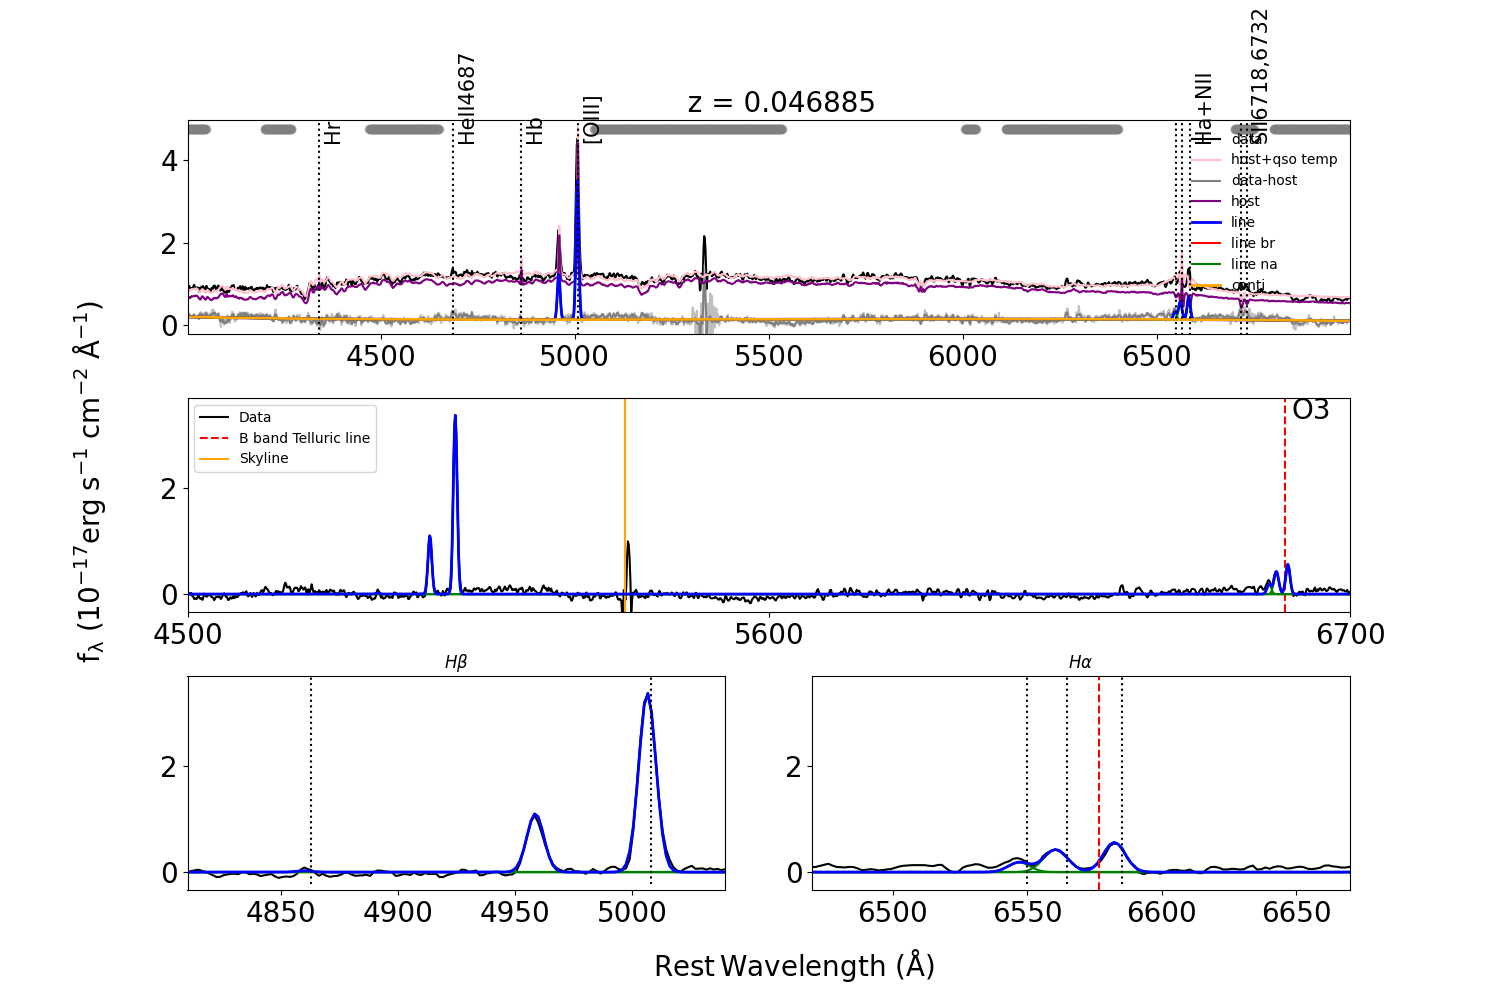 z = 0.046885
Hr
HeII4687
Hb
[OIII]
Ha+NII
SII6718,6732
data
host+qso temp
data-host
host
line
line br
line na
conti
4
2
0
4500 5000 5500 6000 6500
Data
B band Telluric line
Skyline
O3
2
0
4500 5600 6700
fλ (10⁻¹⁷erg s⁻¹ cm⁻² Å⁻¹)
Hβ
2
0
4850 4900 4950 5000
Hα
2
0
6500 6550 6600 6650
Rest Wavelength (Å)